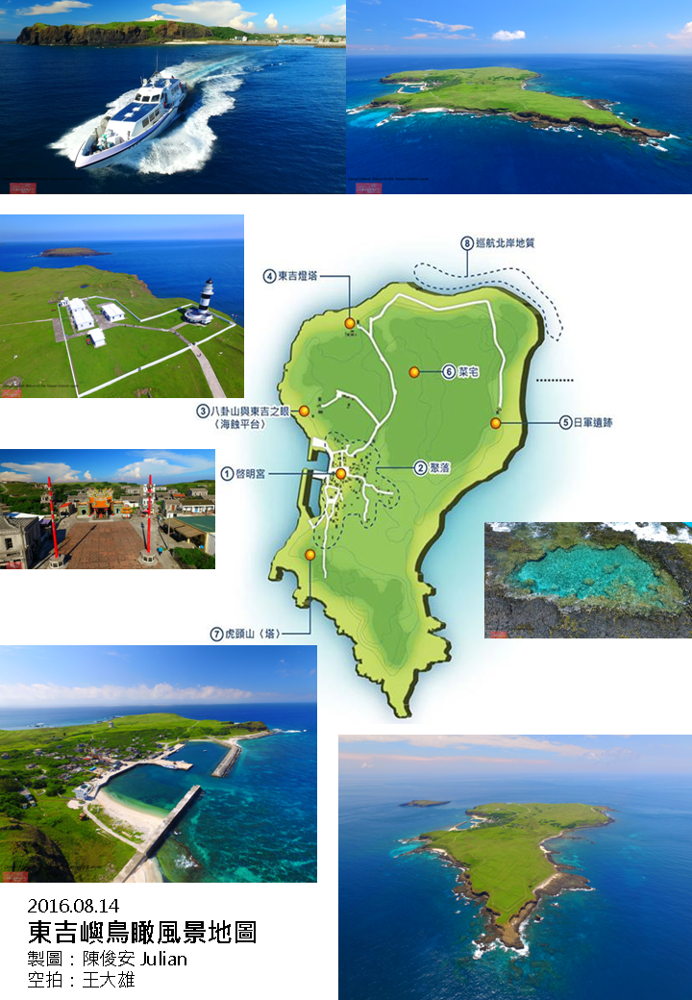 ⑧巡航北岸地質
④東吉燈塔
⑥菜宅
③八卦山與東吉之眼
〈海蝕平台〉
⑤日軍遺跡
①啓明宮
②聚落
⑦虎頭山〈塔〉
2016.08.14
東吉嶼鳥瞰風景地圖
製圖：陳俊安 Julian
空拍：王大雄